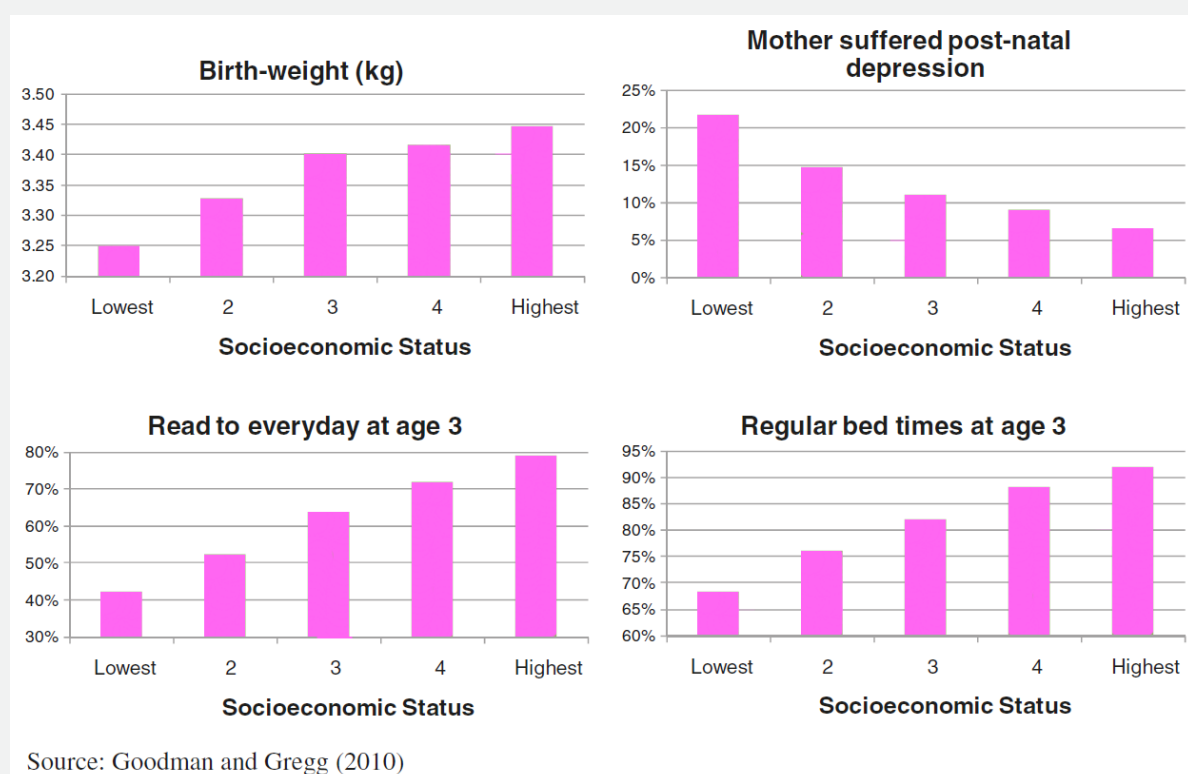 Birth-weight (kg)
3.50
3.45
3.40
3.35
3.30
3.25
3.20
Lowest 2 3 4 Highest
Socioeconomic Status
Mother suffered post-natal
depression
25%
20%
15%
10%
5%
0%
Lowest 2 3 4 Highest
Socioeconomic Status
Read to everyday at age 3
80%
70%
60%
50%
40%
30%
Lowest 2 3 4 Highest
Socioeconomic Status
Regular bed times at age 3
95%
90%
85%
80%
75%
70%
65%
60%
Lowest 2 3 4 Highest
Socioeconomic Status
Source: Goodman and Gregg (2010)